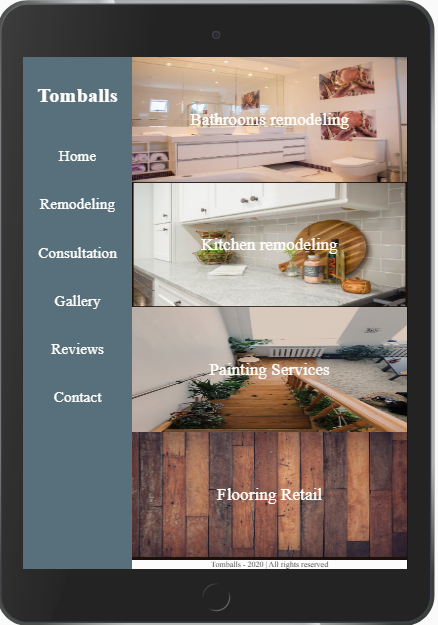 Tomballs
Home
Remodeling
Consultation
Gallery
Reviews
Contact
Bathrooms remodeling
Kitchen remodeling
Painting Services
Flooring Retail
Tomballs - 2020 | All rights reserved